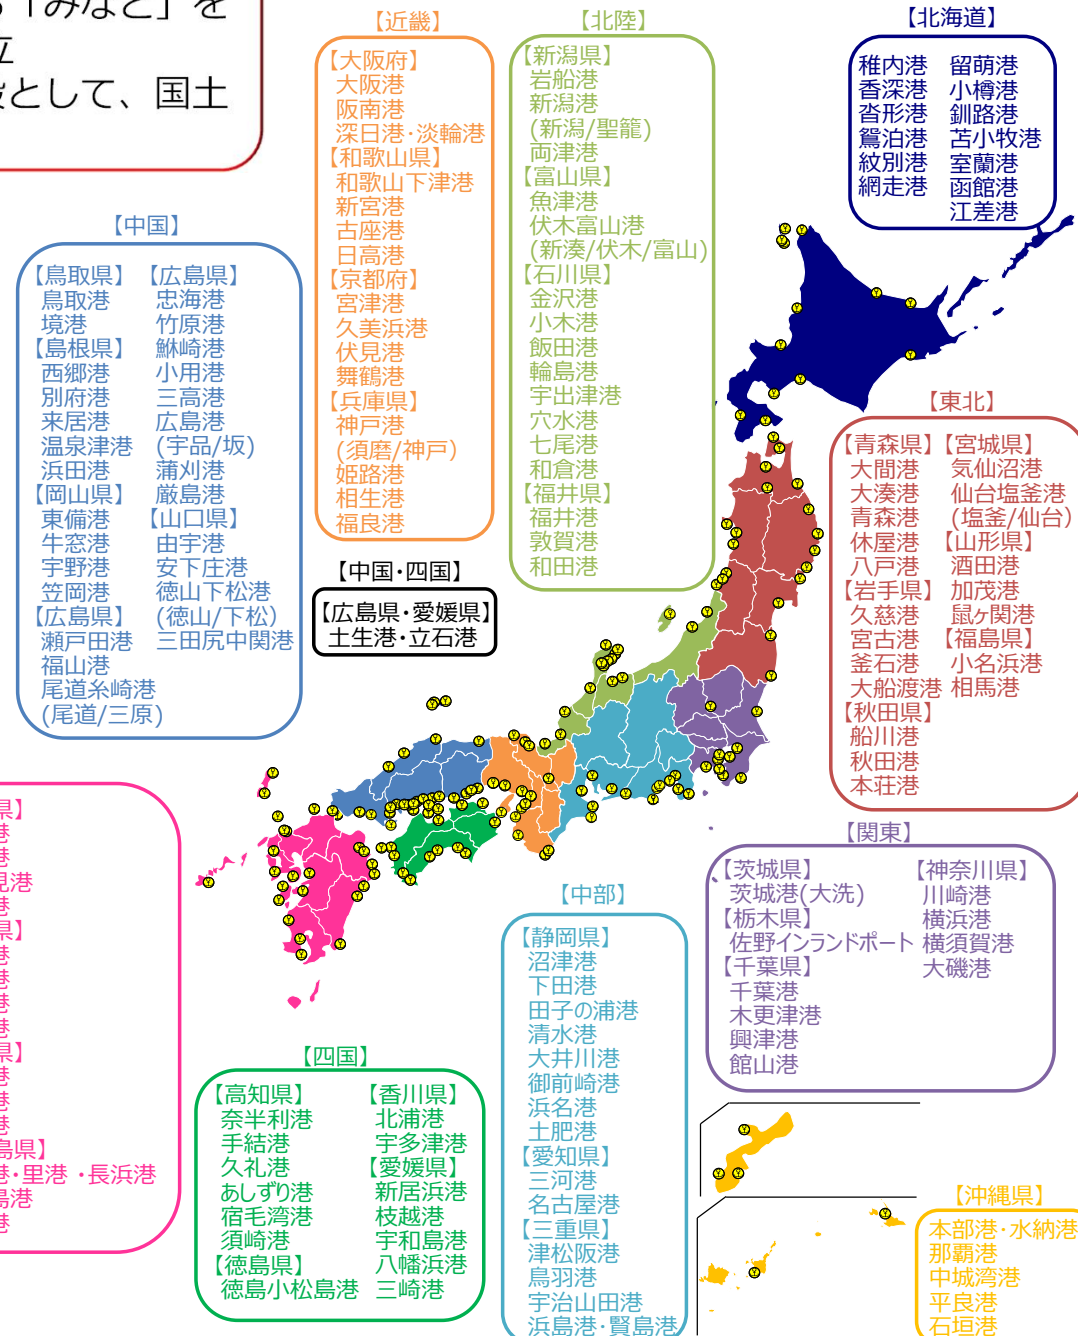 「みなと」を
立
として、国土
【近畿】
【大阪府】
大阪港
阪南港
深日港・淡輪港
【和歌山県】
和歌山下津港
新宮港
古座港
日高港
【京都府】
宮津港
久美浜港
伏見港
舞鶴港
【兵庫県】
神戸港
(須磨/神戸)
姫路港
相生港
福良港
【北陸】
【新潟県】
岩船港
新潟港
(新潟/聖籠)
両津港
【富山県】
魚津港
伏木富山港
(新湊/伏木/富山)
【石川県】
金沢港
小木港
飯田港
輪島港
宇出津港
穴水港
七尾港
和倉港
【福井県】
福井港
敦賀港
和田港
【北海道】
稚内港
香深港
沓形港
鴛泊港
紋別港
網走港
留萌港
小樽港
釧路港
苫小牧港
室蘭港
函館港
江差港
【中国】
【鳥取県】
鳥取港
境港
【島根県】
西郷港
別府港
来居港
温泉津港
浜田港
【岡山県】
東備港
牛窓港
宇野港
笠岡港
【広島県】
瀬戸田港
福山港
尾道糸崎港
(尾道/三原)
【広島県】
忠海港
竹原港
鮴崎港
小用港
三高港
広島港
(宇品/坂)
蒲刈港
厳島港
【山口県】
由宇港
安下庄港
徳山下松港
(徳山/下松)
三田尻中関港
【中国・四国】
【広島県・愛媛県】
土生港・立石港
【東北】
【青森県】
大間港
大湊港
青森港
休屋港
八戸港
【岩手県】
久慈港
宮古港
釜石港
大船渡港
【秋田県】
船川港
秋田港
本荘港
【宮城県】
気仙沼港
仙台塩釜港
(塩釜/仙台)
【山形県】
酒田港
加茂港
鼠ヶ関港
【福島県】
小名浜港
相馬港
県】
港
港
見港
港
県】
港
港
港
港
県】
港
港
港
島県】
港・里港・長浜港
島港
港
【関東】
【茨城県】
茨城港(大洗)
【栃木県】
佐野インランドポート
【千葉県】
千葉港
木更津港
興津港
館山港
【神奈川県】
川崎港
横浜港
横須賀港
大磯港
【中部】
【静岡県】
沼津港
下田港
田子の浦港
清水港
大井川港
御前崎港
浜名港
土肥港
【愛知県】
三河港
名古屋港
【三重県】
津松阪港
鳥羽港
宇治山田港
浜島港・賢島港
【四国】
【高知県】
奈半利港
手結港
久礼港
あしずり港
宿毛湾港
須崎港
【徳島県】
徳島小松島港
【香川県】
北浦港
宇多津港
【愛媛県】
新居浜港
枝越港
宇和島港
八幡浜港
三崎港
【沖縄県】
本部港・水納港
那覇港
中城湾港
平良港
石垣港